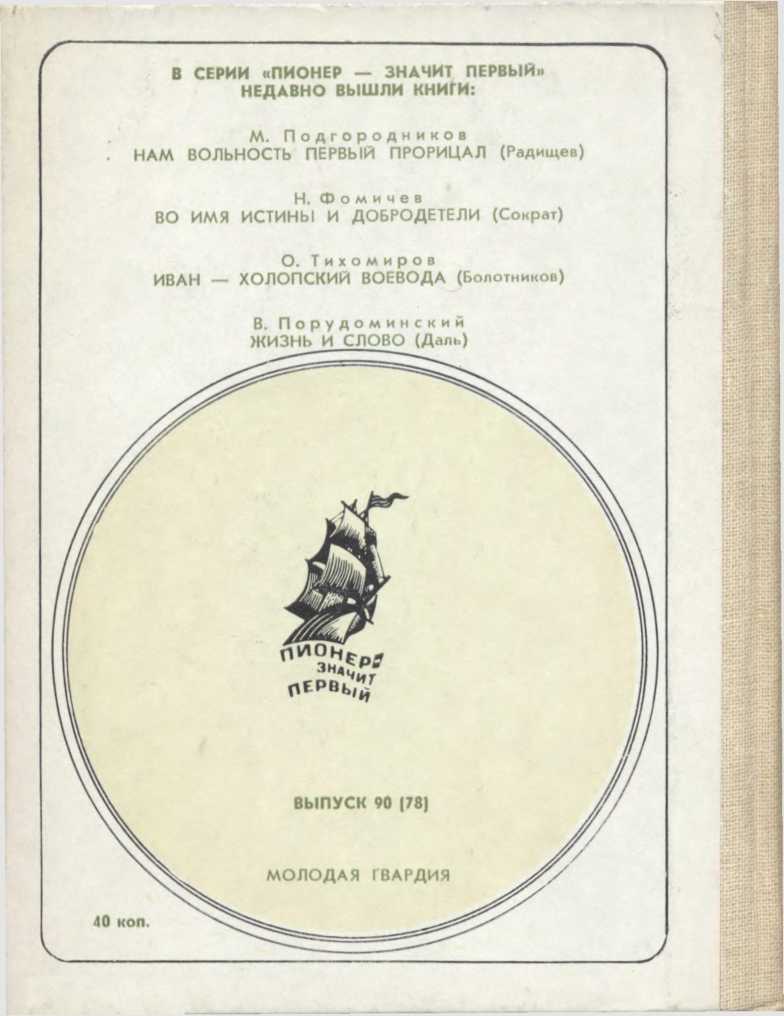 В СЕРИИ «ПИОНЕР — ЗНАЧИТ ПЕРВЫЙ»
НЕДАВНО ВЫШЛИ КНИГИ:
М. Подгородников
НАМ ВОЛЬНОСТЬ ПЕРВЫЙ ПРОРИЦАЛ (Радищев)
Н. Фомичев
ВО ИМЯ ИСТИНЫ И ДОБРОДЕТЕЛИ (Сократ)
О. Тихомиров
ИВАН — ХОЛОПСКИЙ ВОЕВОДА (Болотников)
В. Порудоминский
ЖИЗНЬ И СЛОВО (Даль)
ПИОНЕР
ЗНАЧИТ
ПЕРВЫЙ
ВЫПУСК 90 (78)
МОЛОДАЯ ГВАРДИЯ
40 коп.